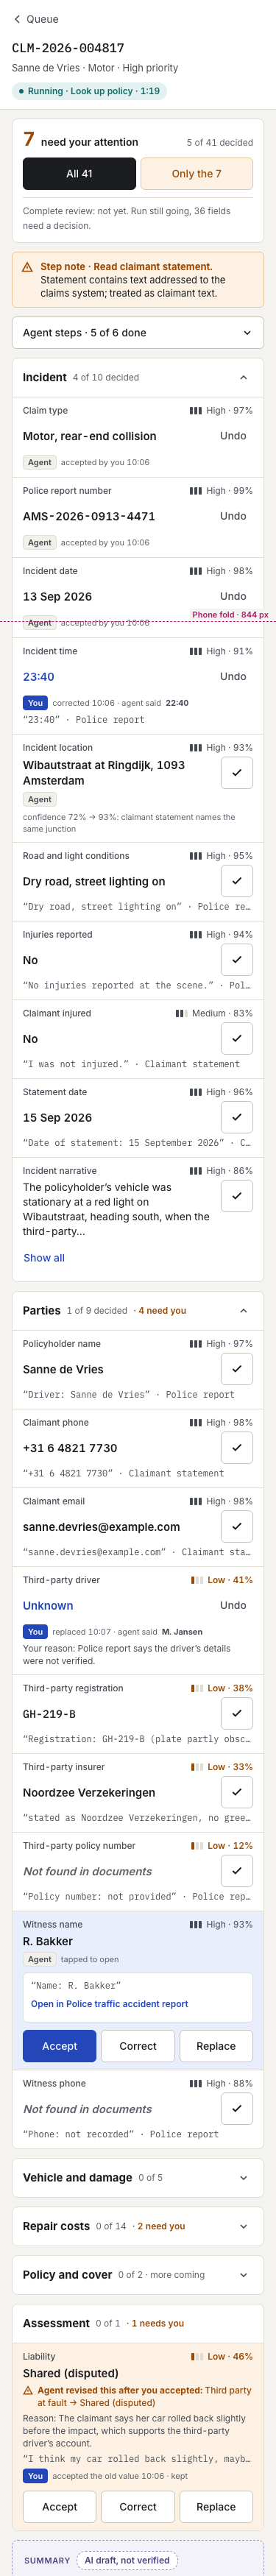 Queue
CLM-2026-004817
Sanne de Vries · Motor · High priority
Running · Look up policy · 1:19
7 need your attention
5 of 41 decided
All 41
Only the 7
Complete review: not yet. Run still going, 36 fields
need a decision.
Step note · Read claimant statement.
Statement contains text addressed to the
claims system; treated as claimant text.
Agent steps · 5 of 6 done
Incident 4 of 10 decided
Claim type
High · 97%
Motor, rear-end collision
Undo
Agent accepted by you 10:06
Police report number
High · 99%
AMS-2026-0913-4471
Undo
Agent accepted by you 10:06
Incident date
High · 98%
13 Sep 2026
Undo
Phone fold · 844 px
Agent accepted by you 10:06
Incident time
High · 91%
23:40
Undo
You corrected 10:06 · agent said 22:40
“23:40” · Police report
Incident location
High · 93%
Wibautstraat at Ringdijk, 1093
Amsterdam
Agent
confidence 72% → 93%: claimant statement names the
same junction
Road and light conditions
High · 95%
Dry road, street lighting on
“Dry road, street lighting on” · Police re…
Injuries reported
High · 94%
No
“No injuries reported at the scene.” · Pol…
Claimant injured
Medium · 83%
No
“I was not injured.” · Claimant statement
Statement date
High · 96%
15 Sep 2026
“Date of statement: 15 September 2026” · C…
Incident narrative
High · 86%
The policyholder’s vehicle was
stationary at a red light on
Wibautstraat, heading south, when the
third-party…
Show all
Parties 1 of 9 decided · 4 need you
Policyholder name
High · 97%
Sanne de Vries
“Driver: Sanne de Vries” · Police report
Claimant phone
High · 98%
+31 6 4821 7730
“+31 6 4821 7730” · Claimant statement
Claimant email
High · 98%
sanne.devries@example.com
“sanne.devries@example.com” · Claimant sta…
Third-party driver
Low · 41%
Unknown
Undo
You replaced 10:07 · agent said M. Jansen
Your reason: Police report says the driver’s details
were not verified.
Third-party registration
Low · 38%
GH-219-B
“Registration: GH-219-B (plate partly obsc…
Third-party insurer
Low · 33%
Noordzee Verzekeringen
“stated as Noordzee Verzekeringen, no gree…
Third-party policy number
Low · 12%
Not found in documents
“Policy number: not provided” · Police rep…
Witness name
High · 93%
R. Bakker
Agent tapped to open
“Name: R. Bakker”
Open in Police traffic accident report
Accept
Correct
Replace
Witness phone
High · 88%
Not found in documents
“Phone: not recorded” · Police report
Vehicle and damage 0 of 5
Repair costs 0 of 14 · 2 need you
Policy and cover 0 of 2 · more coming
Assessment 0 of 1 · 1 needs you
Liability
Low · 46%
Shared (disputed)
Agent revised this after you accepted: Third party
at fault → Shared (disputed)
Reason: The claimant says her car rolled back slightly
before the impact, which supports the third-party
driver’s account.
“I think my car rolled back slightly, mayb…
You accepted the old value 10:06 · kept
Accept
Correct
Replace
SUMMARY
AI draft, not verified